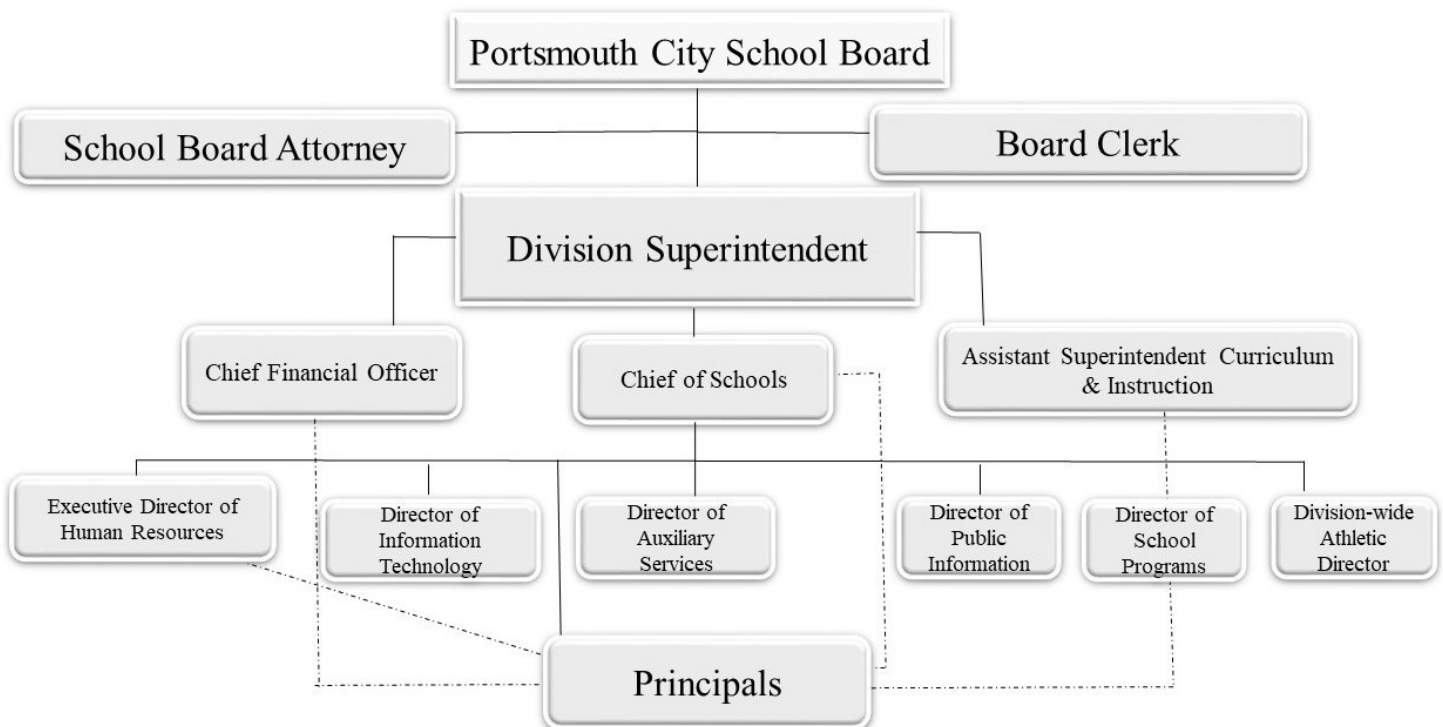 Portsmouth City School Board
School Board Attorney
Board Clerk
Division Superintendent
Chief Financial Officer
Chief of Schools
Assistant Superintendent Curriculum
& Instruction
Executive Director of
Human Resources
Director of
Information
Technology
Director of
Auxiliary
Services
Director of
Public
Information
Director of
School
Programs
Division-wide
Athletic
Director
Principals